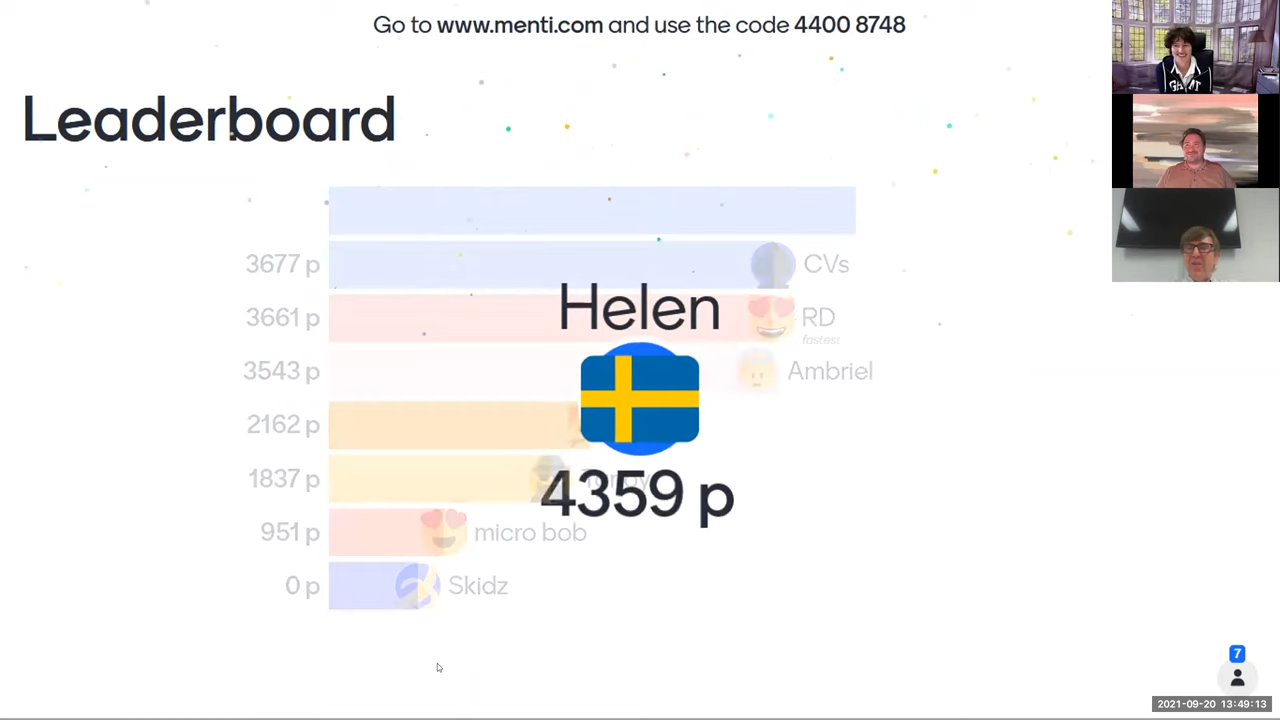 Go to www.menti.com and use the code 4400 8748
Leaderboard
3677 p CVs
3661 p RD
fastest
3543 p Ambriel
2162 p
1837 p
951 p micro bob
0 p Skidz
Helen
4359 p
7
2021-09-20 13:49:13